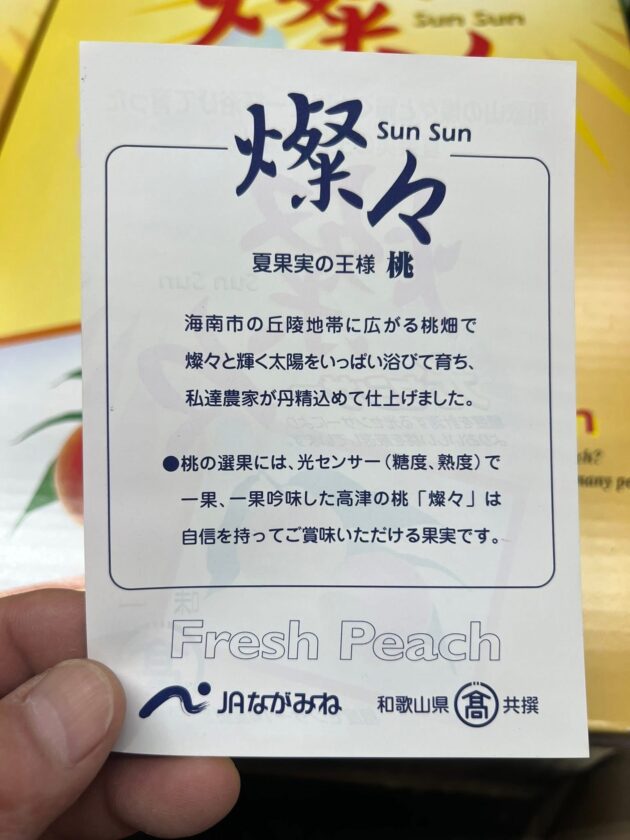 Sun Sun
燦々 Sun Sun
夏果実の王様 桃
海南市の丘陵地帯に広がる桃畑で
燦々と輝く太陽をいっぱい浴びて育ち、
私達農家が丹精込めて仕上げました。
●桃の選果には、光センサー(糖度、熟度)で
一果、一果吟味した高津の桃「燦々」は
自信を持ってご賞味いただける果実です。
Fresh Peach
JAながみね 和歌山県 髙 共撰